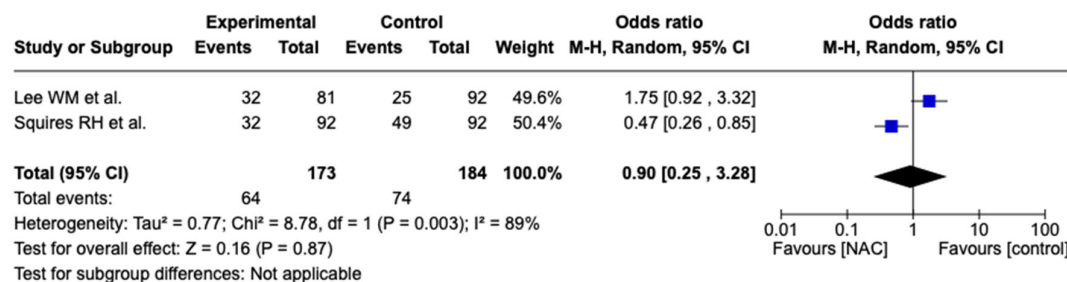 Experimental Control Odds ratio Odds ratio
Study or Subgroup Events Total Events Total Weight M-H, Random, 95% CI M-H, Random, 95% CI
Lee WM et al. 32 81 25 92 49.6% 1.75 [0.92 , 3.32]
Squires RH et al. 32 92 49 92 50.4% 0.47 [0.26 , 0.85]
Total (95% CI) 173 184 100.0% 0.90 [0.25 , 3.28]
Total events: 64 74
Heterogeneity: Tau² = 0.77; Chi² = 8.78, df = 1 (P = 0.003); I² = 89%
0.01 0.1 1 10 100
Test for overall effect: Z = 0.16 (P = 0.87) Favours [NAC] Favours [control]
Test for subgroup differences: Not applicable